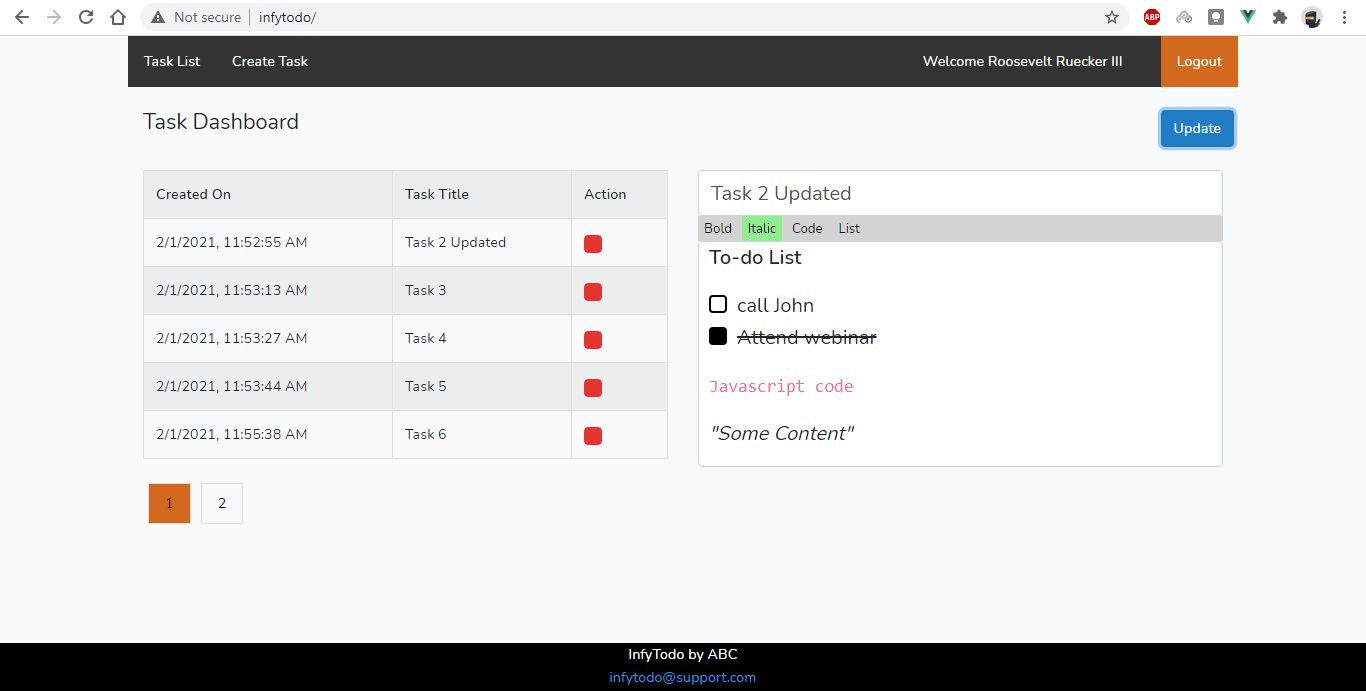 Not secure | infytodo/
ABP
Task List Create Task Welcome Roosevelt Ruecker III Logout
Task Dashboard
Update
Created On Task Title Action
2/1/2021, 11:52:55 AM Task 2 Updated
2/1/2021, 11:53:13 AM Task 3
2/1/2021, 11:53:27 AM Task 4
2/1/2021, 11:53:44 AM Task 5
2/1/2021, 11:55:38 AM Task 6
1 2
Task 2 Updated
Bold Italic Code List
To-do List
call John
Attend webinar
Javascript code
"Some Content"
InfyTodo by ABC
infytodo@support.com